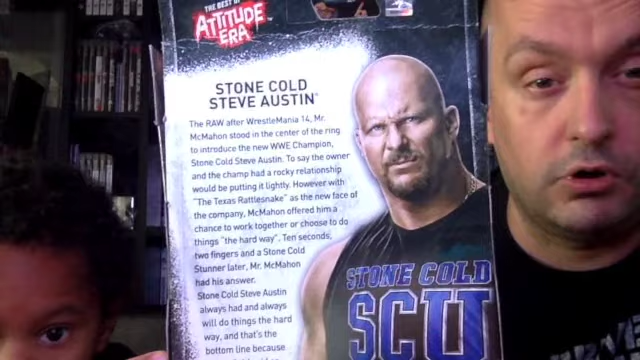 THE BEST OF
ATTITUDE
ERA
STONE COLD
STEVE AUSTIN™
The RAW after WrestleMania 14, Mr.
McMahon stood in the center of the ring
to introduce the new WWE Champion,
Stone Cold Steve Austin. To say the owner
and the champ had a rocky relationship
would be putting it lightly. However with
"The Texas Rattlesnake" as the new face of
the company, McMahon offered him a
chance to work together or choose to do
things "the hard way". Ten seconds,
two fingers and a Stone Cold
Stunner later, Mr. McMahon
had his answer.
Stone Cold Steve Austin
always had and always
will do things the hard
way, and that's the
bottom line because
STONE COLD
SCU